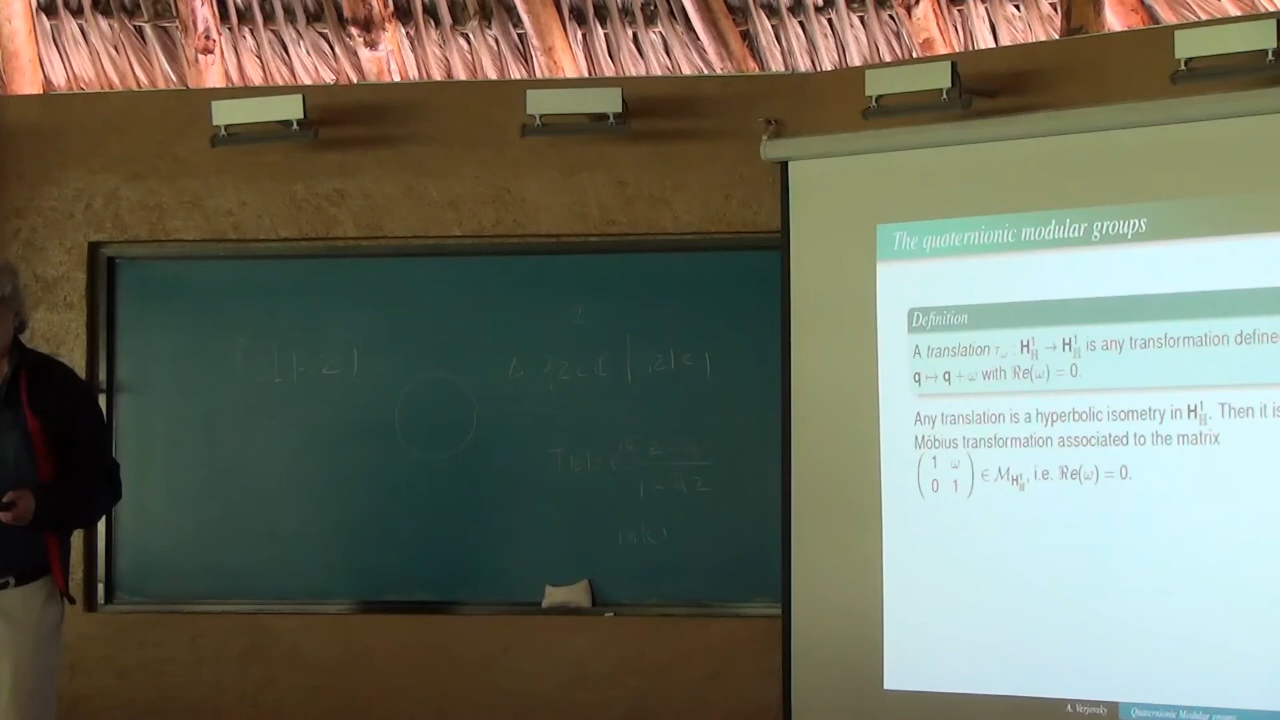 The quaternionic modular groups
Definition
A translation τ_ω : H¹_ℍ → H¹_ℍ is any transformation define
q ↦ q + ω with ℜe(ω) = 0.
Any translation is a hyperbolic isometry in H¹_ℍ. Then it is
Möbius transformation associated to the matrix
( 1 ω
0 1 ) ∈ M_{H¹_ℍ}, i.e. ℜe(ω) = 0.
A. Verjovsky Quaternionic Modular groups
Δ {z ∈ ℂ | |z| < 1
1 - a z